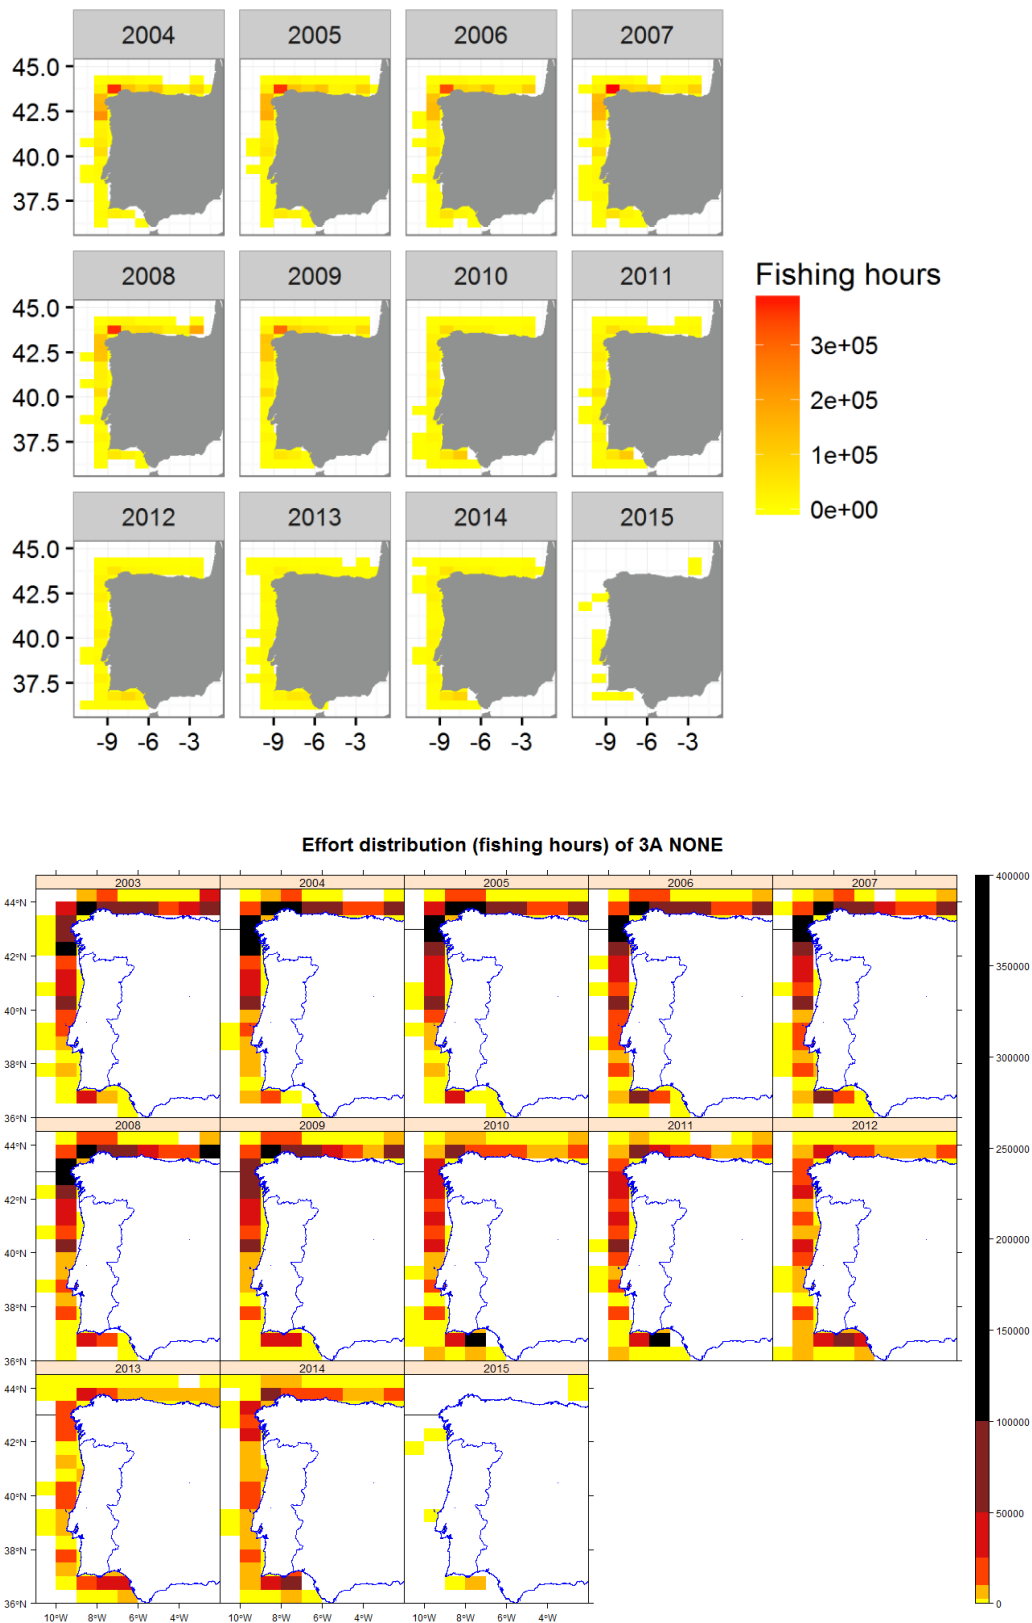 2004 2005 2006 2007
45.0
42.5
40.0
37.5
2008 2009 2010 2011
45.0
42.5
40.0
37.5
Fishing hours
3e+05
2e+05
1e+05
0e+00
2012 2013 2014 2015
45.0
42.5
40.0
37.5
-9 -6 -3 -9 -6 -3 -9 -6 -3 -9 -6 -3
Effort distribution (fishing hours) of 3A NONE
2003 2004 2005 2006 2007
44°N
42°N
40°N
38°N
36°N
2008 2009 2010 2011 2012
44°N
42°N
40°N
38°N
36°N
2013 2014 2015
44°N
42°N
40°N
38°N
36°N
10°W 8°W 6°W 4°W 10°W 8°W 6°W 4°W 10°W 8°W 6°W 4°W
400000
350000
300000
250000
200000
150000
100000
50000
0